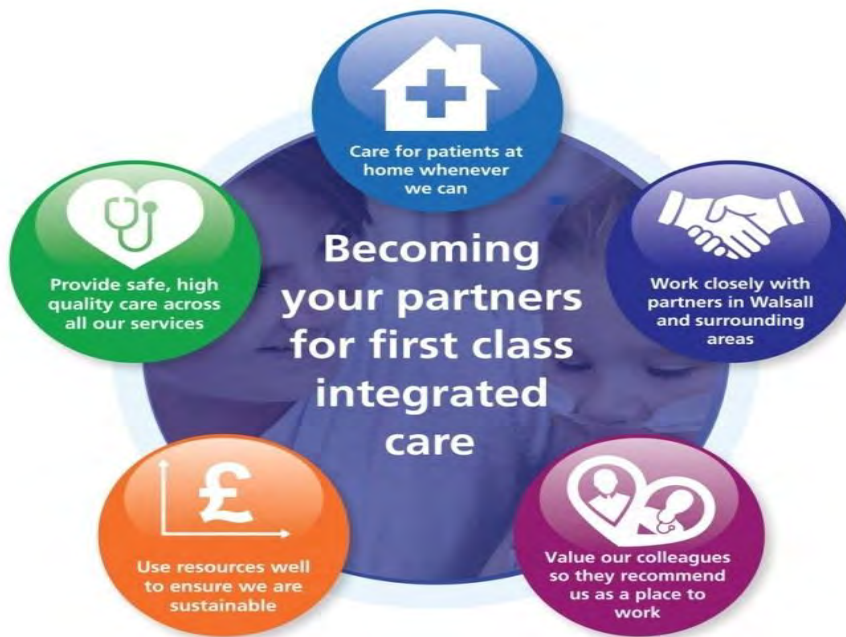 Care for patients at
home whenever
we can
Provide safe, high
quality care across
all our services
Becoming
your partners
for first class
integrated
care
Work closely with
partners in Walsall
and surrounding
areas
£
Use resources well
to ensure we are
sustainable
Value our colleagues
so they recommend
us as a place to
work